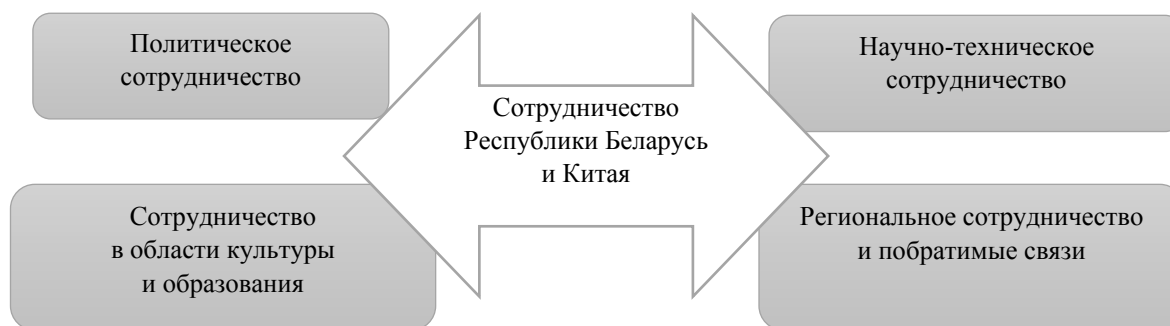 Политическое
сотрудничество
Научно-техническое
сотрудничество
Сотрудничество
Республики Беларусь
и Китая
Сотрудничество
в области культуры
и образования
Региональное сотрудничество
и побратимые связи